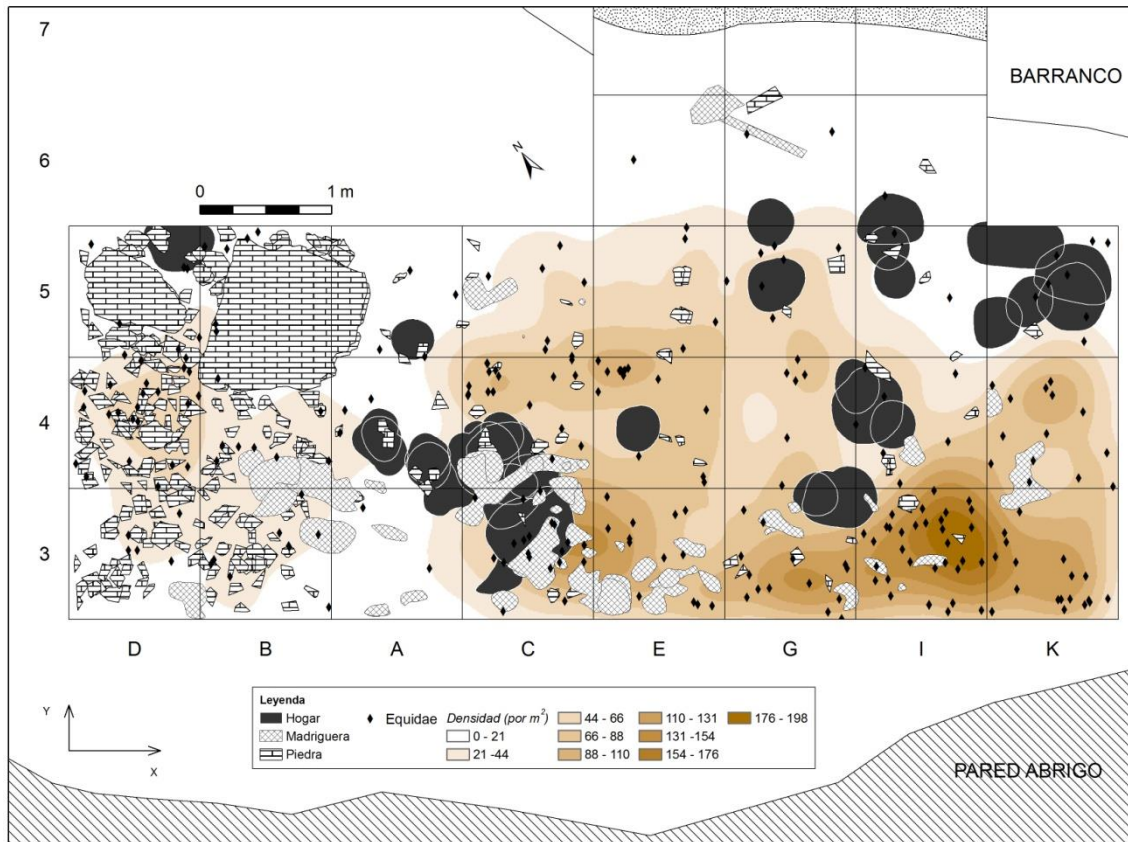 7
BARRANCO
6
N
0 1 m
5
4
3
D B A C E G I K
Y
X
Leyenda
Hogar
Madriguera
Piedra
Equidae
Densidad (por m²)
0 - 21
21 -44
44 - 66
66 - 88
88 - 110
110 - 131
131 -154
154 - 176
176 - 198
PARED ABRIGO